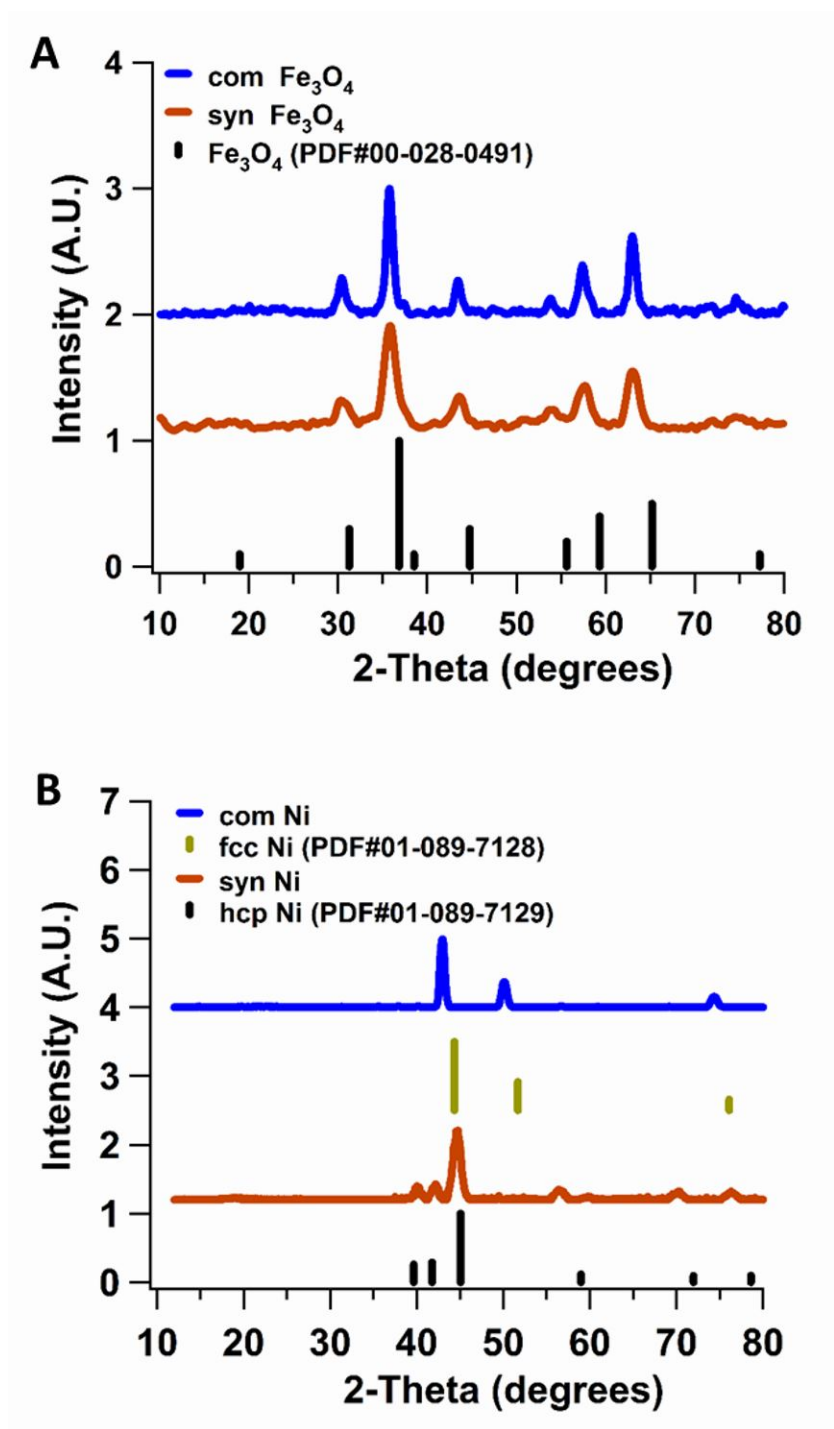 A
4
3
2
1
0
Intensity (A.U.)
com Fe₃O₄
syn Fe₃O₄
Fe₃O₄ (PDF#00-028-0491)
10 20 30 40 50 60 70 80
2-Theta (degrees)
B
7
6
5
4
3
2
1
0
Intensity (A.U.)
com Ni
fcc Ni (PDF#01-089-7128)
syn Ni
hcp Ni (PDF#01-089-7129)
10 20 30 40 50 60 70 80
2-Theta (degrees)